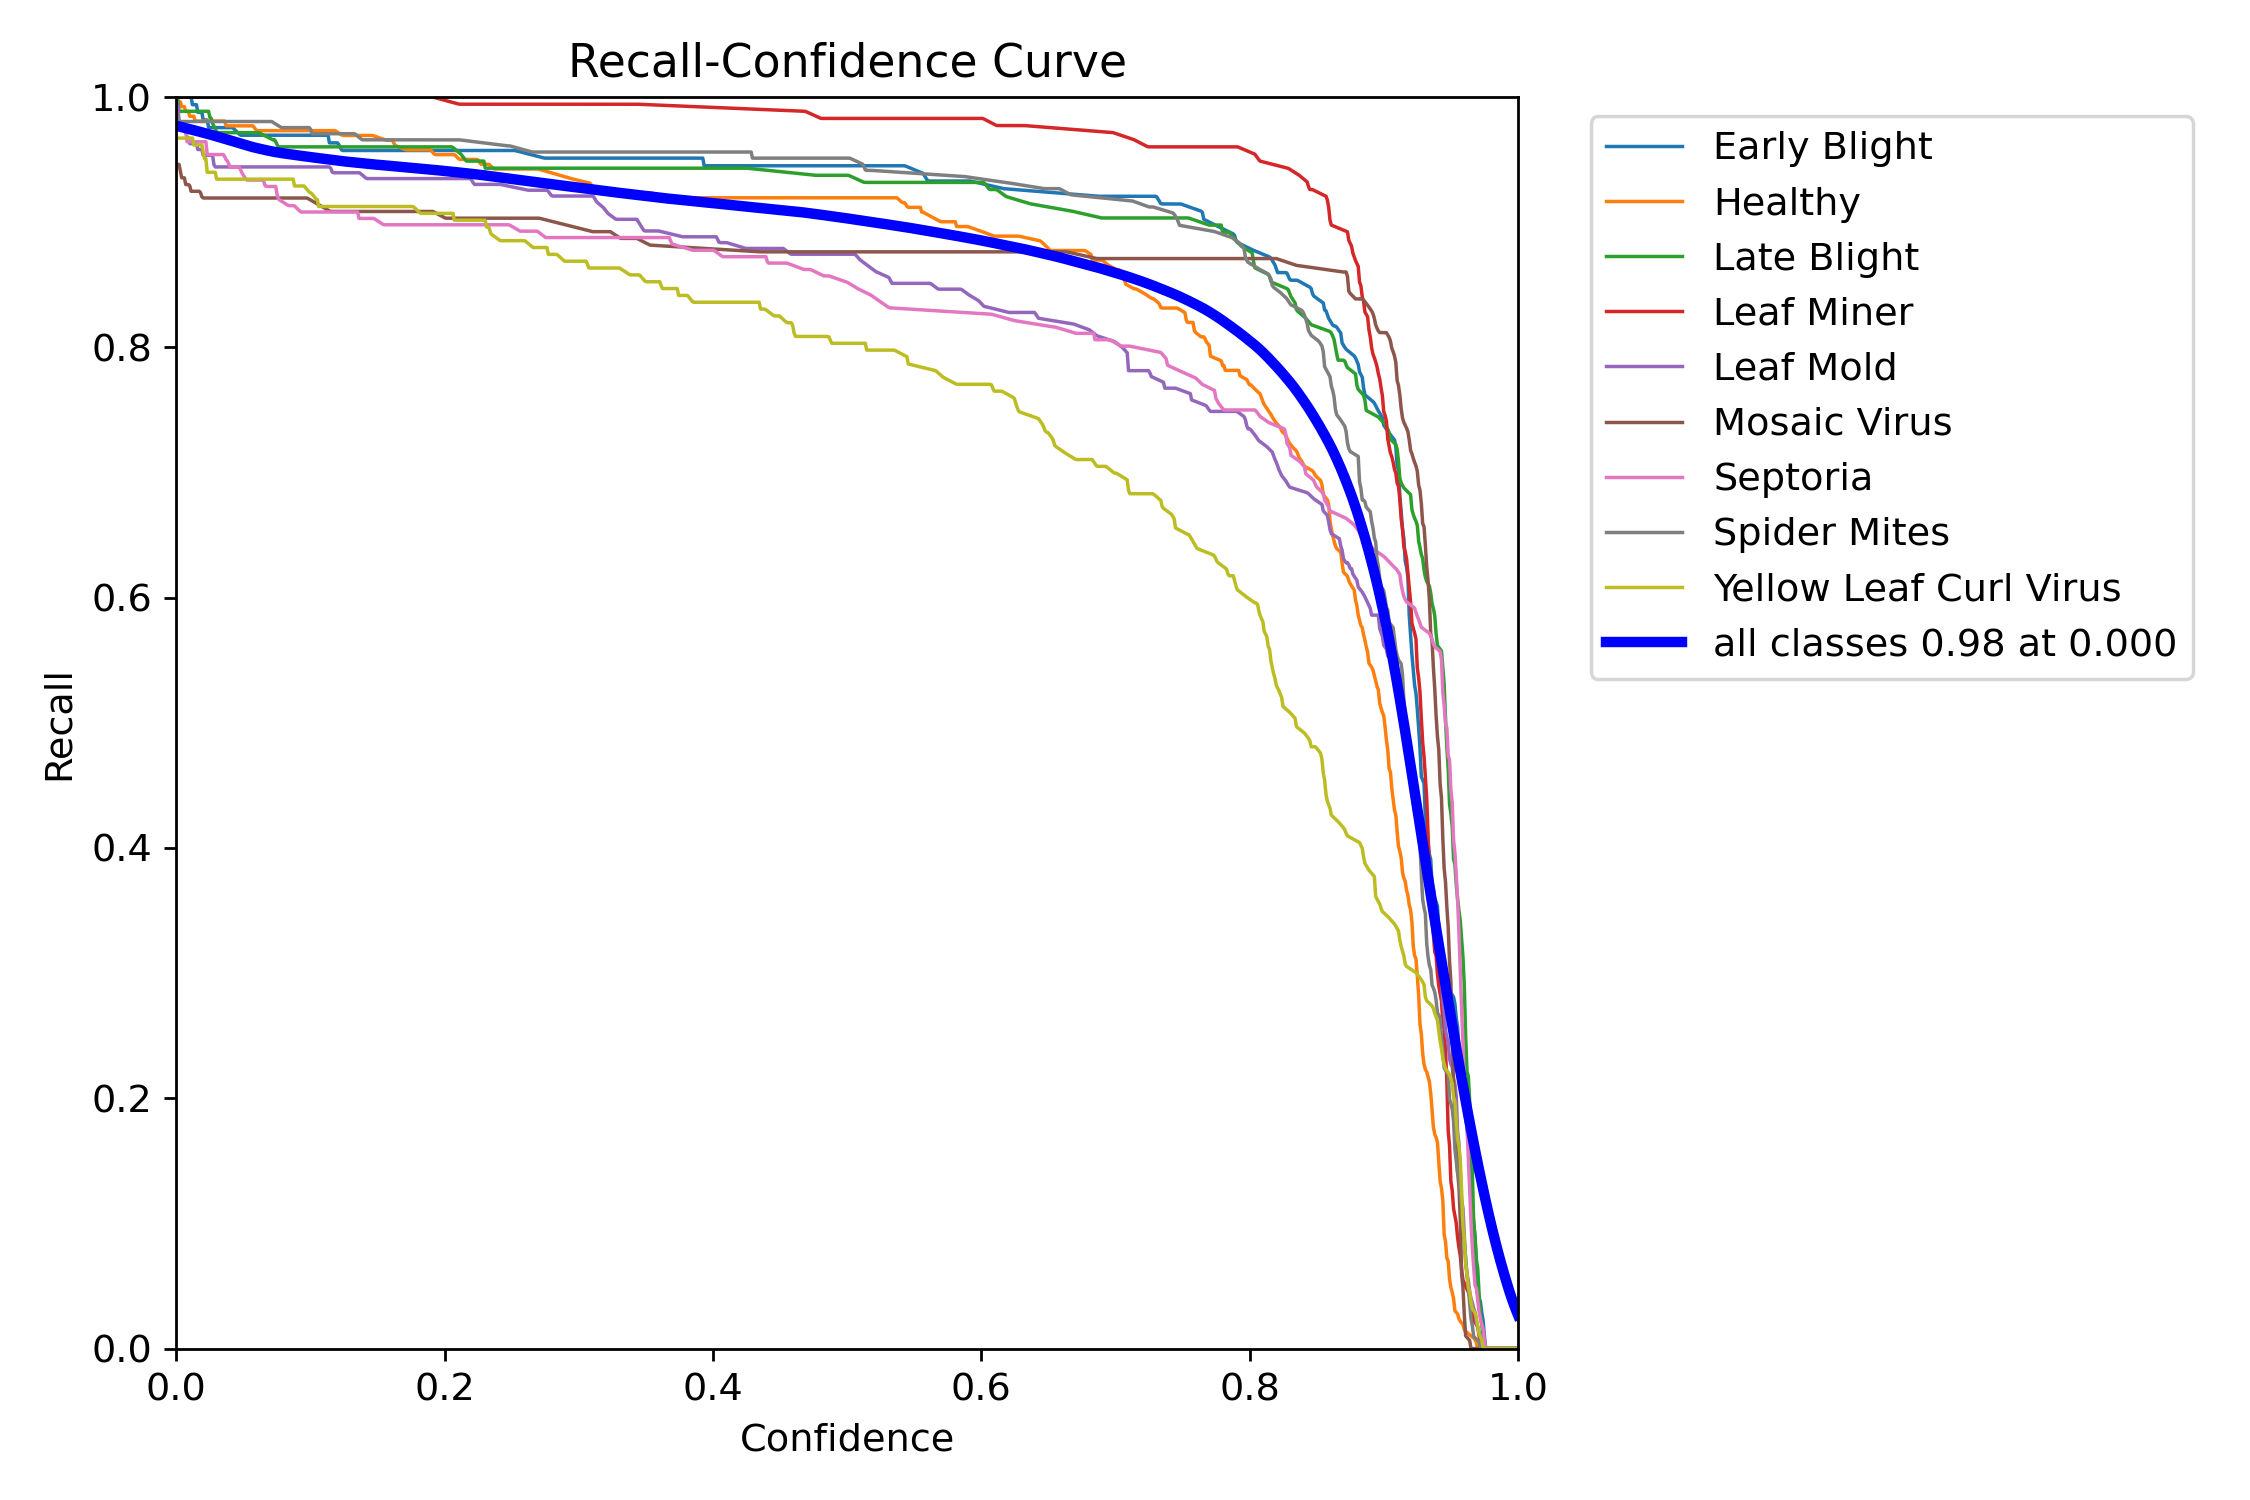 Recall-Confidence Curve
1.0
0.8
0.6
0.4
0.2
0.0
Recall
0.0 0.2 0.4 0.6 0.8 1.0
Confidence
Early Blight
Healthy
Late Blight
Leaf Miner
Leaf Mold
Mosaic Virus
Septoria
Spider Mites
Yellow Leaf Curl Virus
all classes 0.98 at 0.000